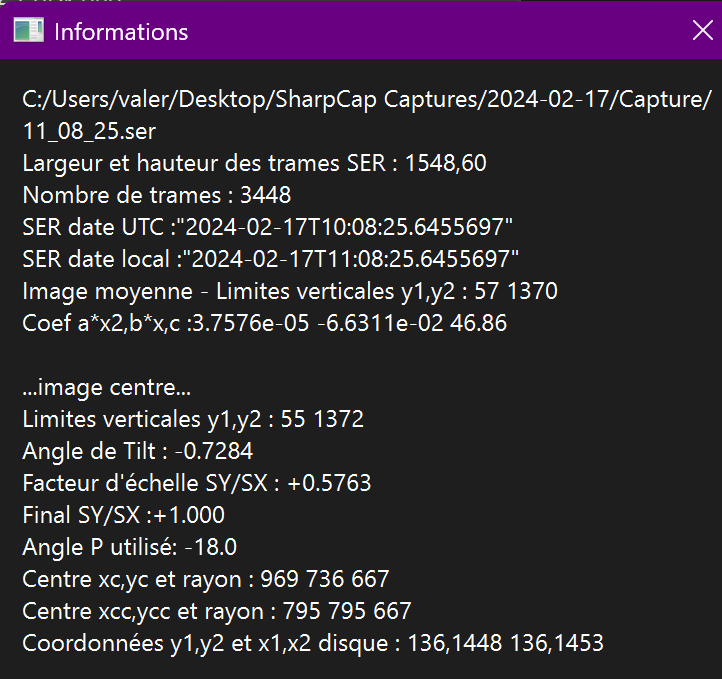 Informations
C:/Users/valer/Desktop/SharpCap Captures/2024-02-17/Capture/
11_08_25.ser
Largeur et hauteur des trames SER : 1548,60
Nombre de trames : 3448
SER date UTC :"2024-02-17T10:08:25.6455697"
SER date local :"2024-02-17T11:08:25.6455697"
Image moyenne - Limites verticales y1,y2 : 57 1370
Coef a*x2,b*x,c :3.7576e-05 -6.6311e-02 46.86
...image centre...
Limites verticales y1,y2 : 55 1372
Angle de Tilt : -0.7284
Facteur d'échelle SY/SX : +0.5763
Final SY/SX :+1.000
Angle P utilisé: -18.0
Centre xc,yc et rayon : 969 736 667
Centre xcc,ycc et rayon : 795 795 667
Coordonnées y1,y2 et x1,x2 disque : 136,1448 136,1453